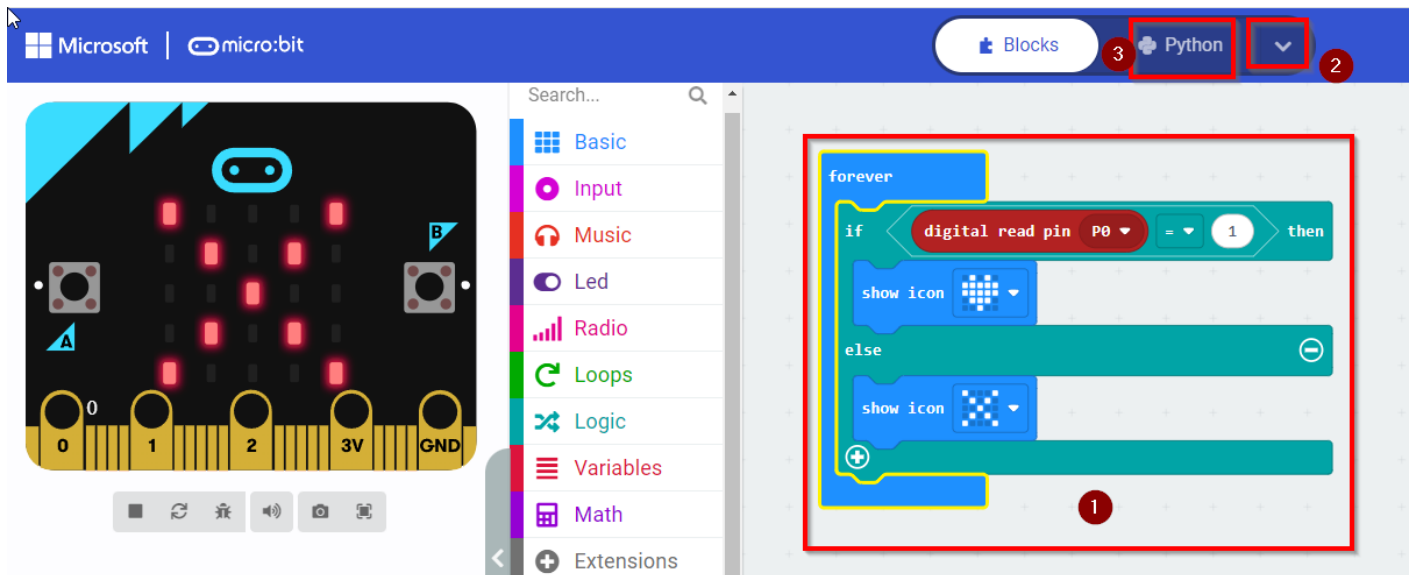 Microsoft micro:bit
Blocks
3
Python
2
Search...
Basic
Input
Music
Led
Radio
Loops
Logic
Variables
Math
Extensions
B
A
0
0 1 2 3V GND
forever
if digital read pin P0 = 1 then
show icon
else
show icon
1